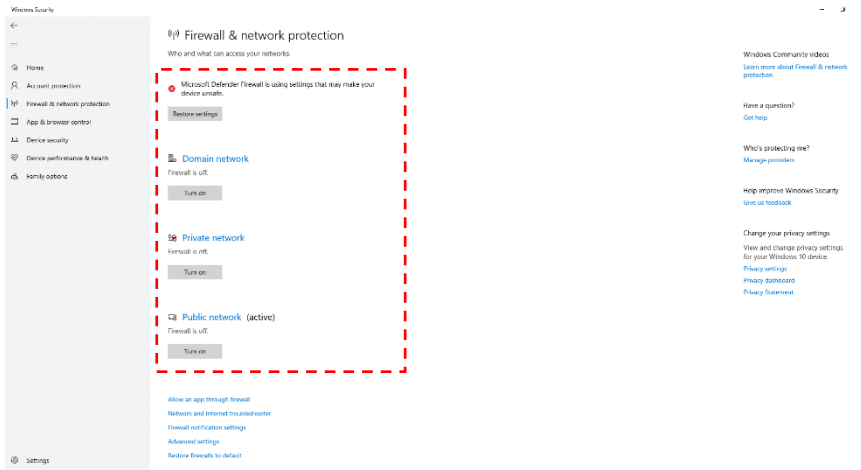 Windows Security
Home
Account protection
Firewall & network protection
App & browser control
Device security
Device performance & health
Family options
Settings
Firewall & network protection
Who and what can access your networks.
Microsoft Defender Firewall is using settings that may make your
device unsafe.
Restore settings
Domain network
Firewall is off.
Turn on
Private network
Firewall is off.
Turn on
Public network (active)
Firewall is off.
Turn on
Allow an app through firewall
Network and Internet troubleshooter
Firewall notification settings
Advanced settings
Restore firewalls to default
Windows Community videos
Learn more about Firewall & network
protection
Have a question?
Get help
Who's protecting me?
Manage providers
Help improve Windows Security
Give us feedback
Change your privacy settings
View and change privacy settings
for your Windows 10 device.
Privacy settings
Privacy dashboard
Privacy Statement